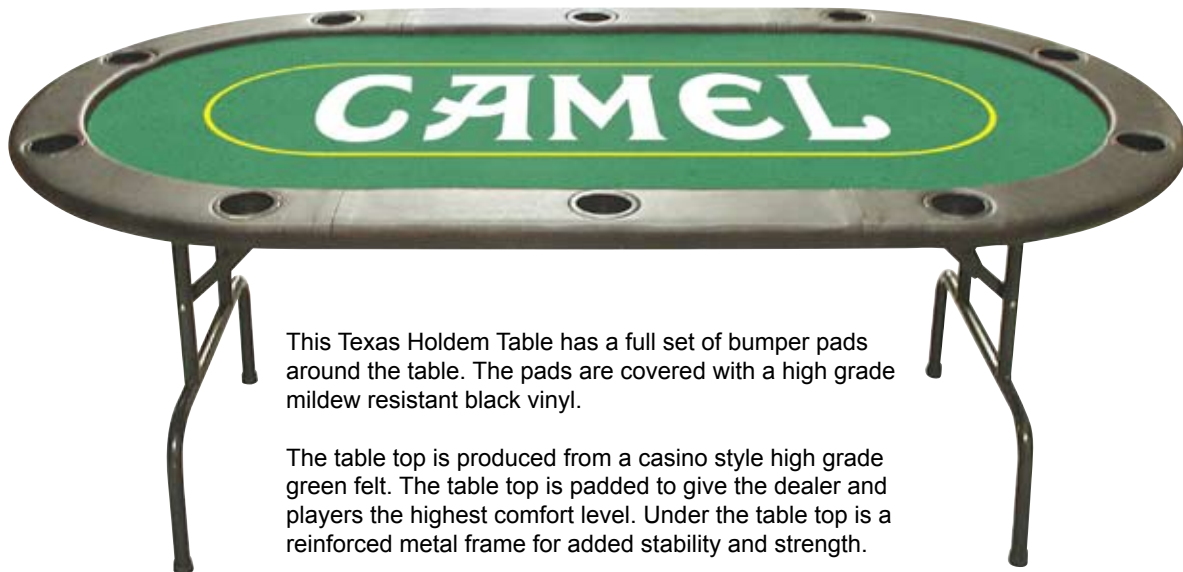 CAMEL
This Texas Holdem Table has a full set of bumper pads
around the table. The pads are covered with a high grade
mildew resistant black vinyl.
The table top is produced from a casino style high grade
green felt. The table top is padded to give the dealer and
players the highest comfort level. Under the table top is a
reinforced metal frame for added stability and strength.